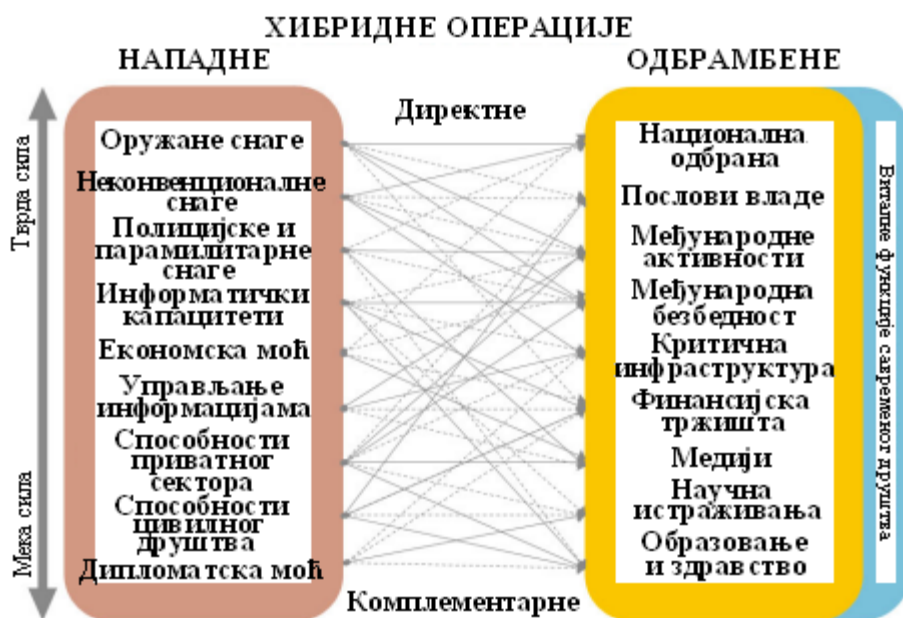 ХИБРИДНЕ ОПЕРАЦИЈЕ
НАПАДНЕ
ОДБРАМБЕНЕ
Тврда сила
Мека сила
Оружане снаге
Неконвенционалне
снаге
Полицијске и
парамилитарне
снаге
Информатички
капацитети
Економска моћ
Управљање
информацијама
Способности
приватног
сектора
Способности
цивилног
друштва
Дипломатска моћ
Директне
Комплементарне
Национална
одбрана
Послови владе
Међународне
активности
Међународна
безбедност
Критична
инфраструктура
Финансијска
тржишта
Медији
Научна
истраживања
Образовање
и здравство
Виталне функције савременог друштва